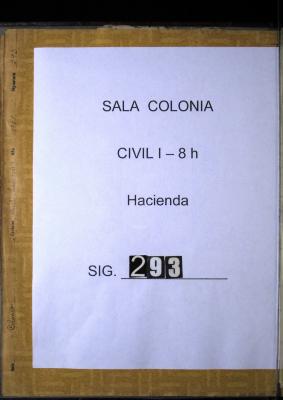 SALA COLONIA
CIVIL I – 8 h
Hacienda
SIG. 293